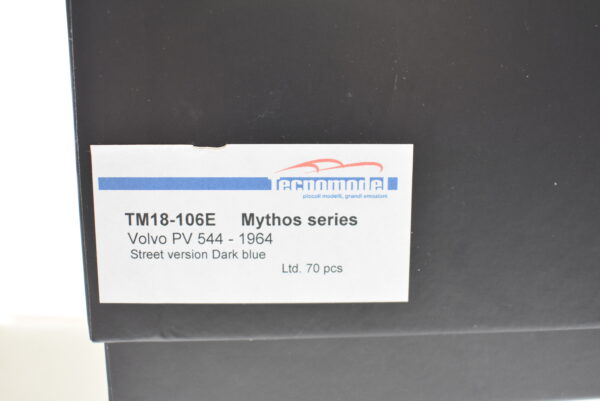 Tecnomodel
piccoli modelli, grandi emozioni
TM18-106E Mythos series
Volvo PV 544 - 1964
Street version Dark blue
Ltd. 70 pcs